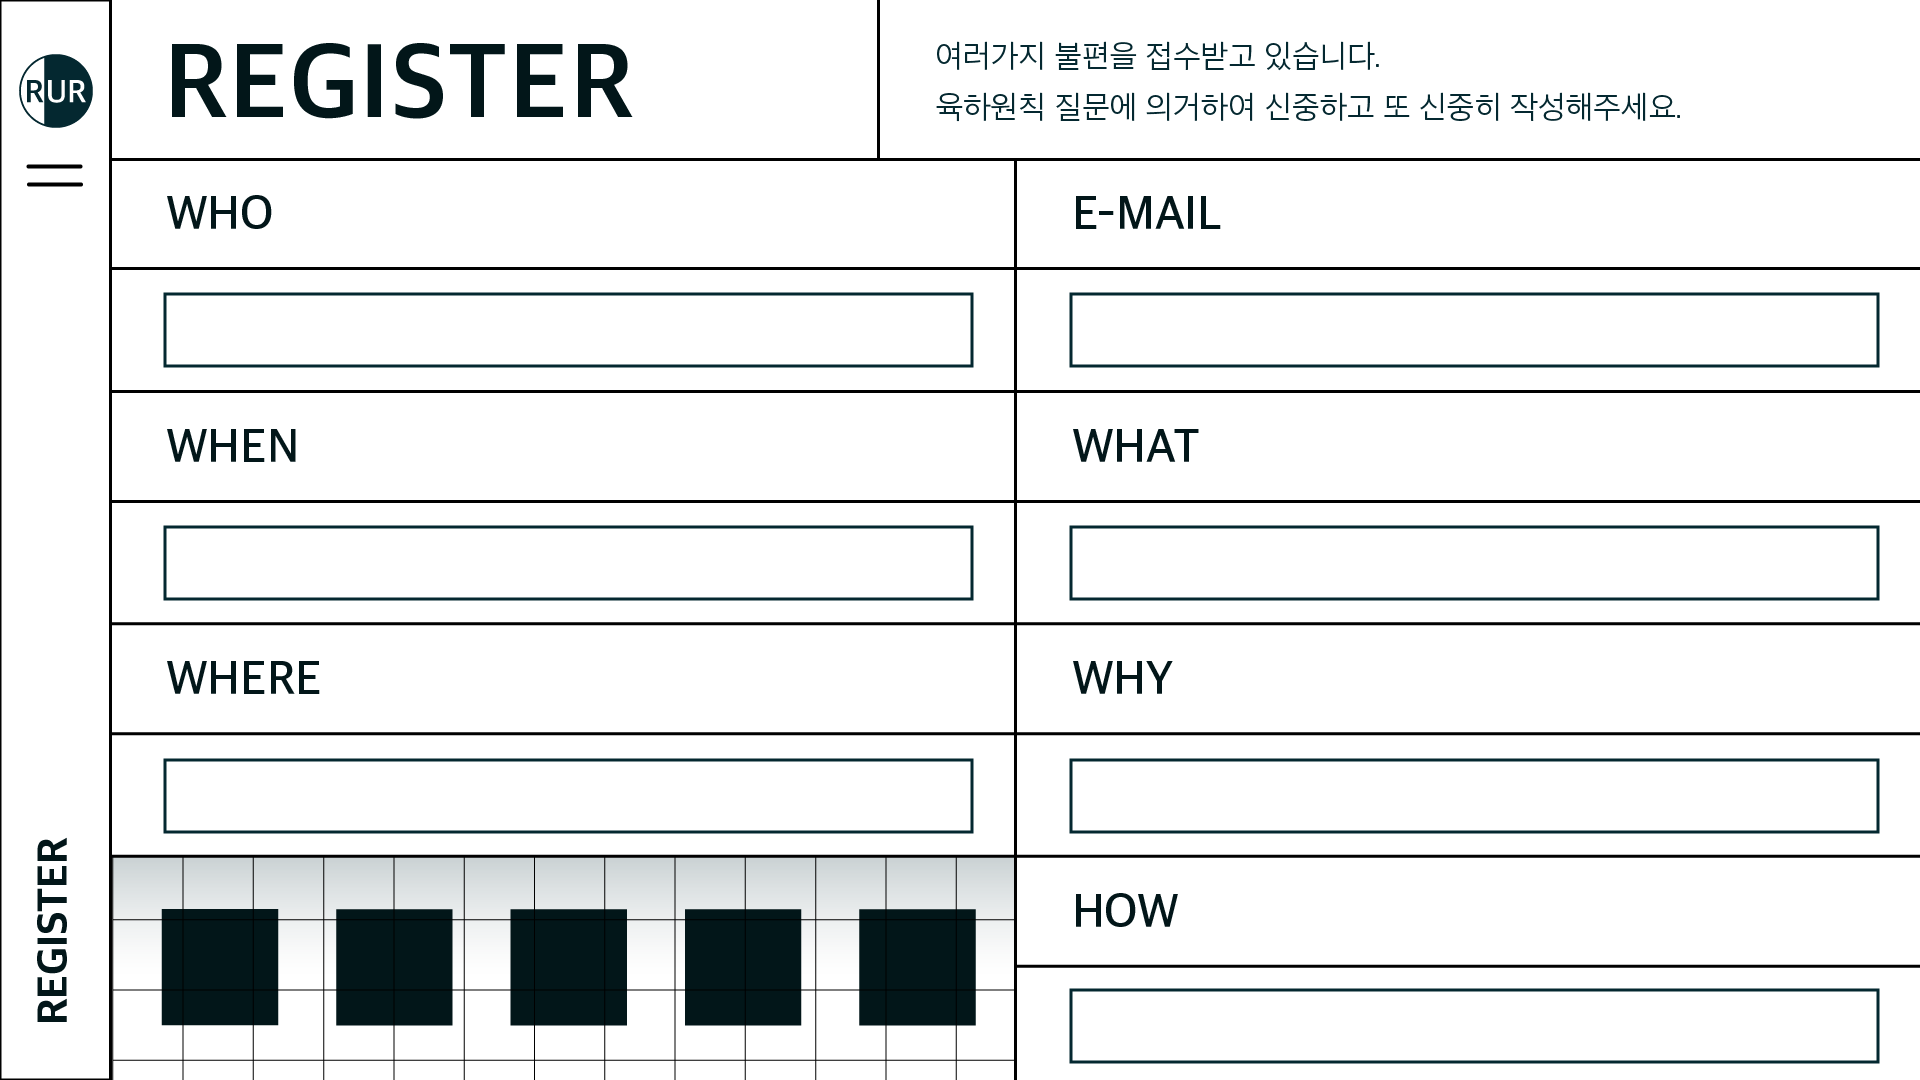 RUR
REGISTER
여러가지 불편을 접수받고 있습니다.
육하원칙 질문에 의거하여 신중하고 또 신중히 작성해주세요.
WHO
E-MAIL
WHEN
WHAT
WHERE
WHY
HOW
REGISTER